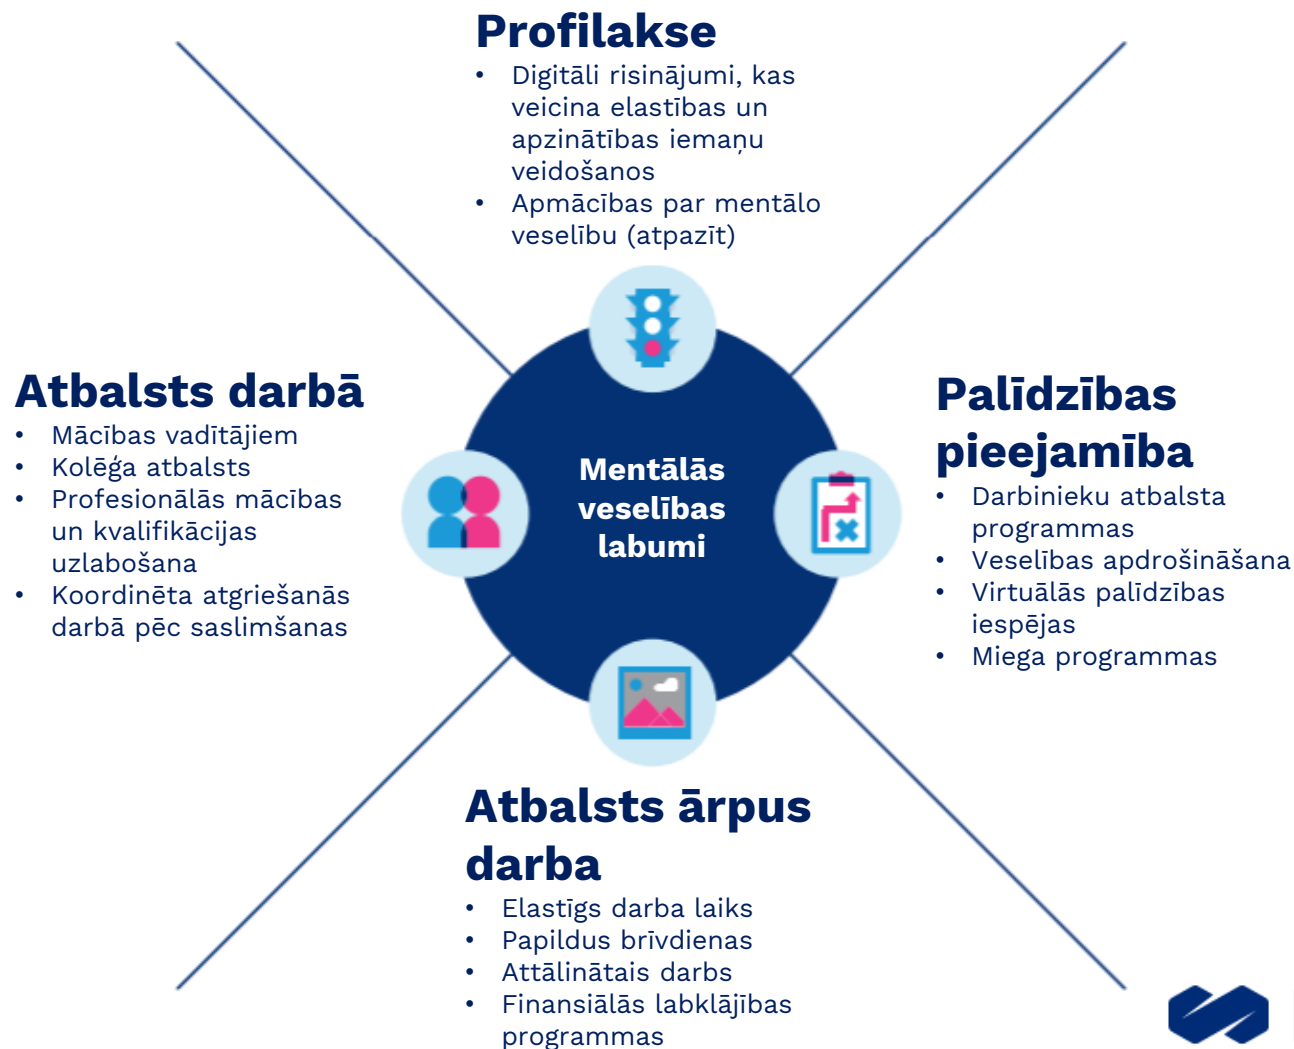 Profilakse
• Digitāli risinājumi, kas
veicina elastības un
apzinātības iemaņu
veidošanos
• Apmācības par mentālo
veselību (atpazīt)
Atbalsts darbā
• Mācības vadītājiem
• Kolēģa atbalsts
• Profesionālās mācības
un kvalifikācijas
uzlabošana
• Koordinēta atgriešanās
darbā pēc saslimšanas
Mentālās
veselības
labumi
Palīdzības
pieejamība
• Darbinieku atbalsta
programmas
• Veselības apdrošināšana
• Virtuālās palīdzības
iespējas
• Miega programmas
Atbalsts ārpus
darba
• Elastīgs darba laiks
• Papildus brīvdienas
• Attālinātais darbs
• Finansiālās labklājības
programmas